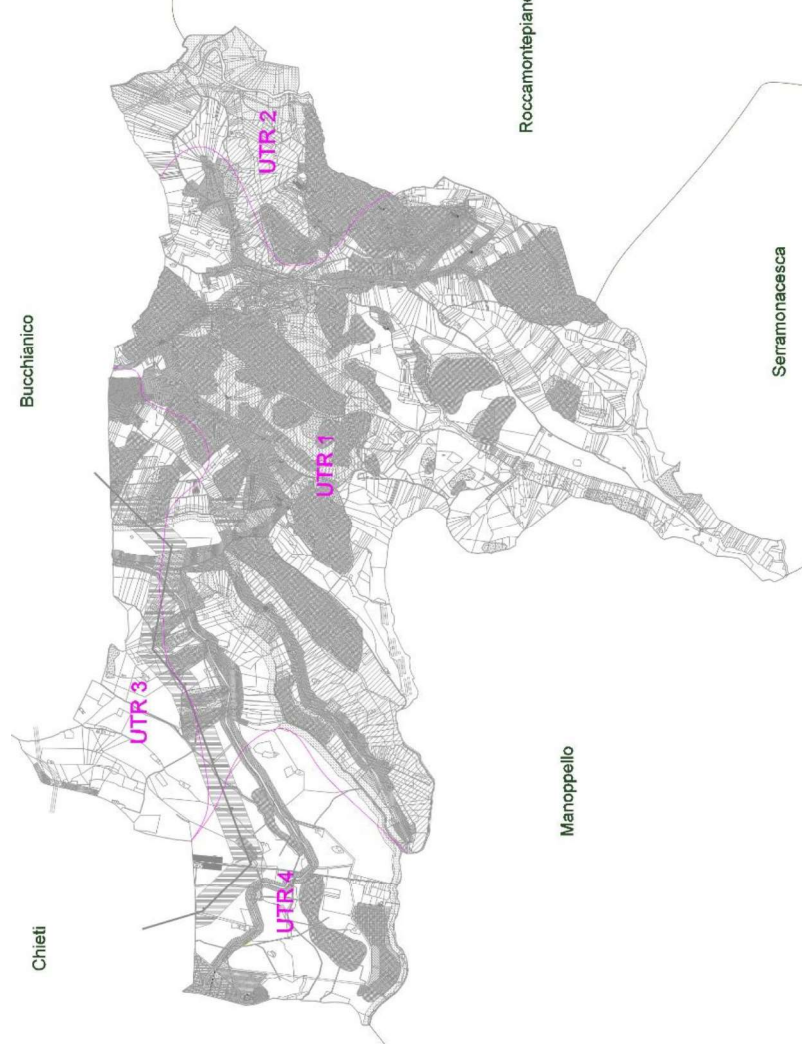 Chieti
Bucchianico
UTR 3
UTR 4
UTR 1
UTR 2
Manoppello
Serramonacesca
Roccamontepiano